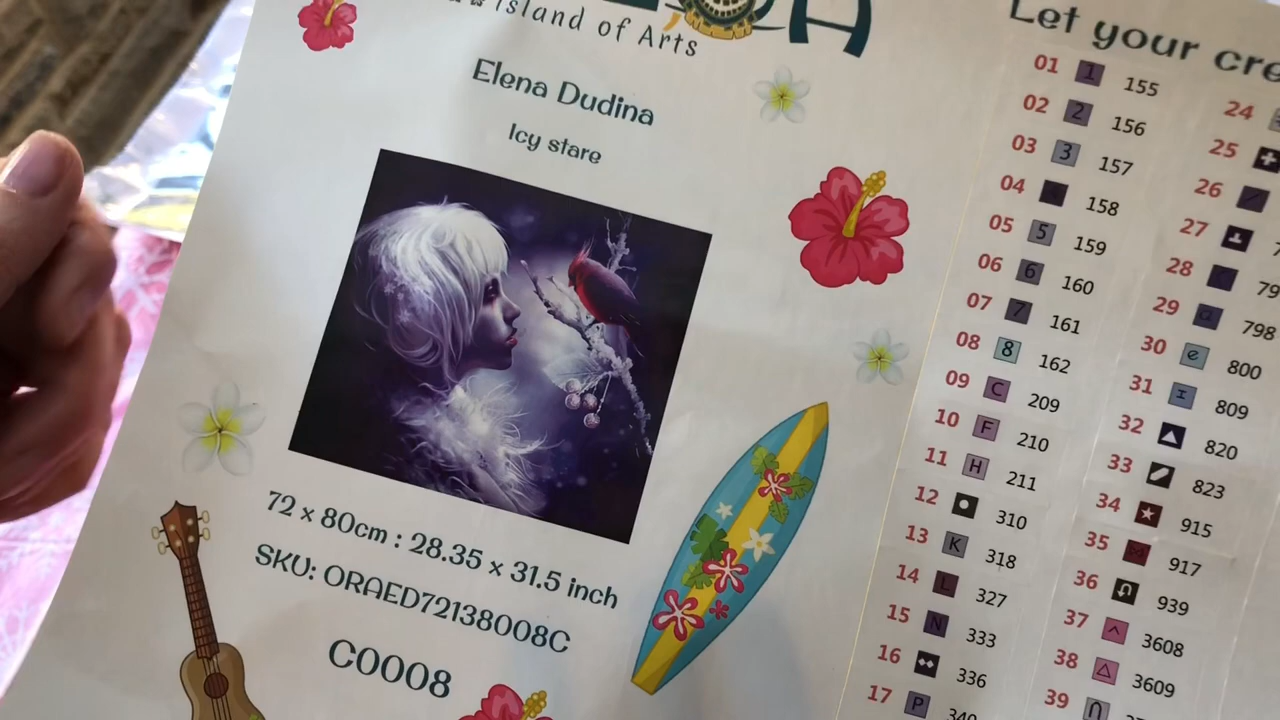 Island of Arts
Elena Dudina
Icy stare
72 x 80cm : 28.35 x 31.5 inch
SKU: ORAED72138008C
C0008
Let your
01 1 155
02 2 156
03 3 157
04 158
05 5 159
06 6 160
07 7 161
08 8 162
09 C 209
10 F 210
11 H 211
12 310
13 K 318
14 L 327
15 N 333
16 336
17 P
24
25
26
27
28
29 798
30 e 800
31 I 809
32 820
33 823
34 915
35 917
36 939
37 3608
38 3609
39